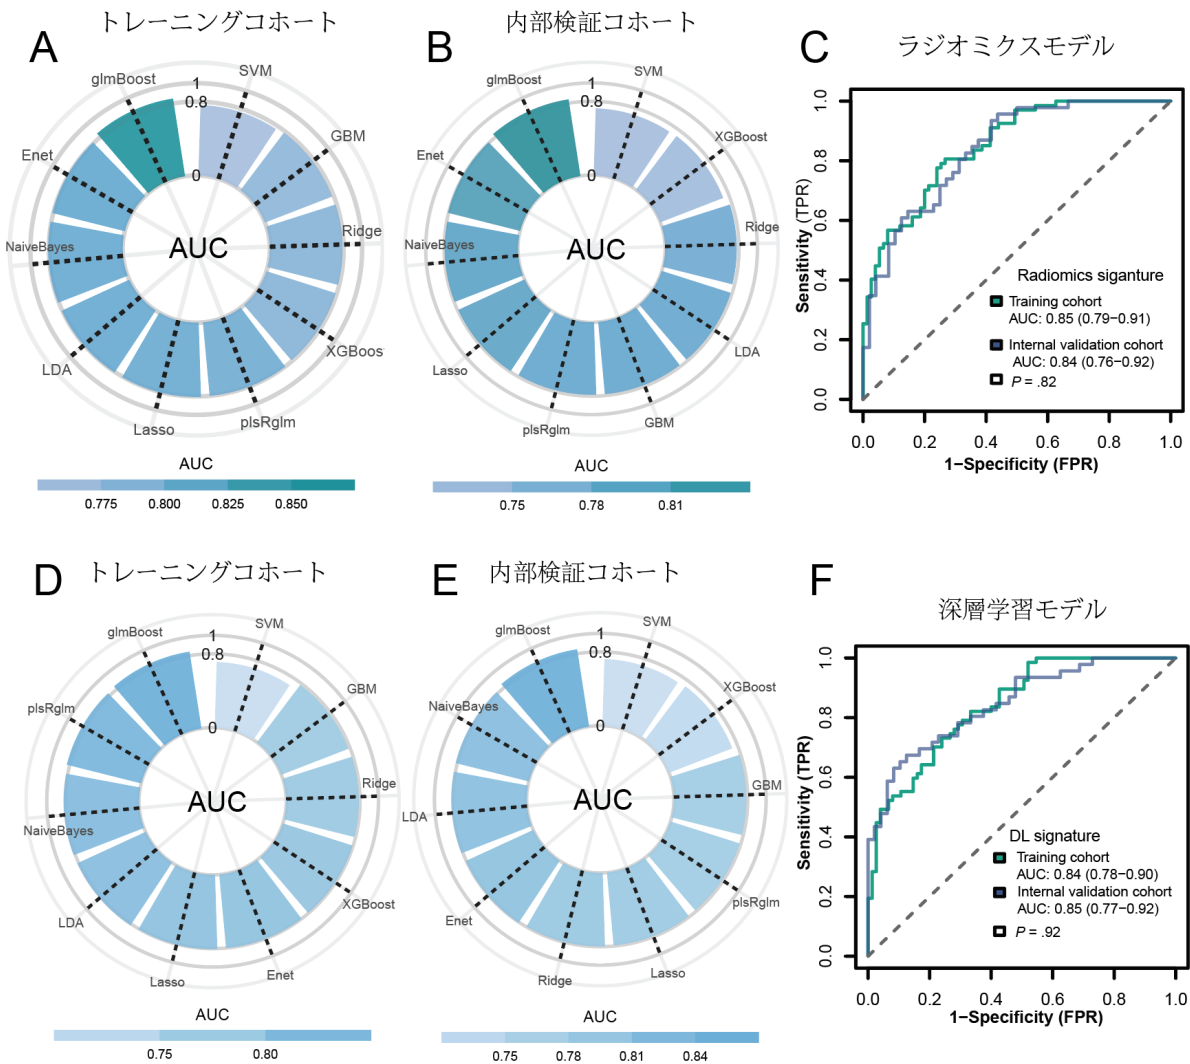 A
トレーニングコホート
glmBoost
1
SVM
0.8
GBM
Enet
0
Ridge
NaiveBayes
AUC
XGBoos
LDA
plsRglm
Lasso
AUC
0.775 0.800 0.825 0.850
B
内部検証コホート
glmBoost
1
SVM
0.8
XGBoost
Enet
0
Ridge
NaiveBayes
AUC
LDA
Lasso
GBM
plsRglm
AUC
0.75 0.78 0.81
C
ラジオミクスモデル
Sensitivity (TPR)
1.0
0.8
0.6
0.4
0.2
0.0
Radiomics siganture
Training cohort
AUC: 0.85 (0.79−0.91)
Internal validation cohort
AUC: 0.84 (0.76−0.92)
P = .82
0.0 0.2 0.4 0.6 0.8 1.0
1−Specificity (FPR)
D
トレーニングコホート
glmBoost
1
SVM
0.8
GBM
plsRglm
0
Ridge
AUC
NaiveBayes
XGBoost
LDA
Enet
Lasso
AUC
0.75 0.80
E
内部検証コホート
glmBoost
1
SVM
0.8
XGBoost
NaiveBayes
0
GBM
AUC
LDA
plsRglm
Enet
Lasso
Ridge
AUC
0.75 0.78 0.81 0.84
F
深層学習モデル
Sensitivity (TPR)
1.0
0.8
0.6
0.4
0.2
0.0
DL signature
Training cohort
AUC: 0.84 (0.78−0.90)
Internal validation cohort
AUC: 0.85 (0.77−0.92)
P = .92
0.0 0.2 0.4 0.6 0.8 1.0
1−Specificity (FPR)